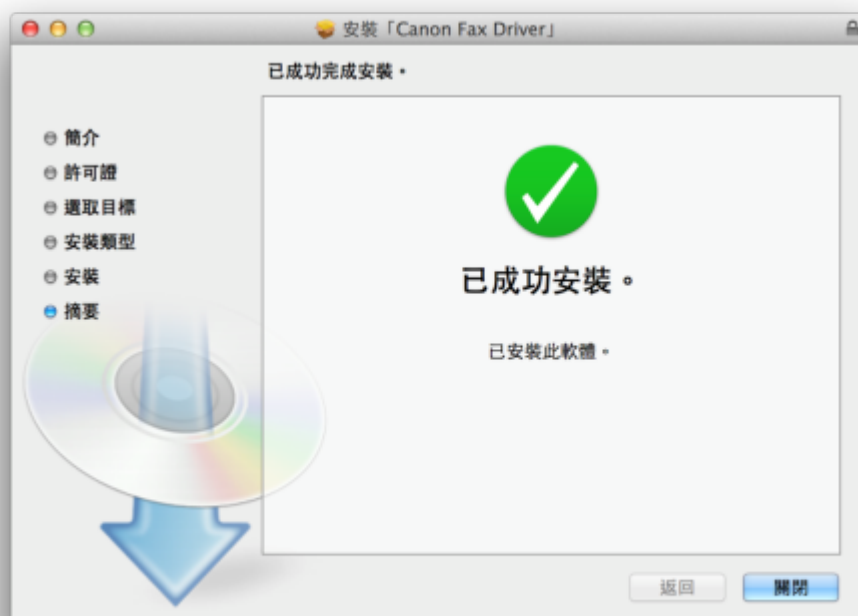 安裝「Canon Fax Driver」
已成功完成安裝。
簡介
許可證
選取目標
安裝類型
安裝
摘要
已成功安裝。
已安裝此軟體。
返回
關閉